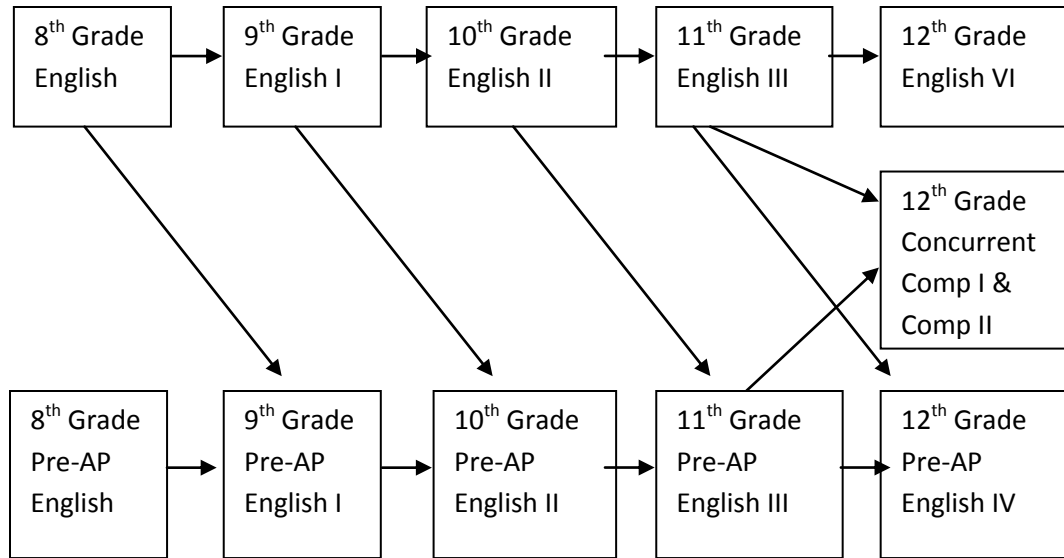 8th Grade
English
9th Grade
English I
10th Grade
English II
11th Grade
English III
12th Grade
English VI
12th Grade
Concurrent
Comp I &
Comp II
8th Grade
Pre-AP
English
9th Grade
Pre-AP
English I
10th Grade
Pre-AP
English II
11th Grade
Pre-AP
English III
12th Grade
Pre-AP
English IV